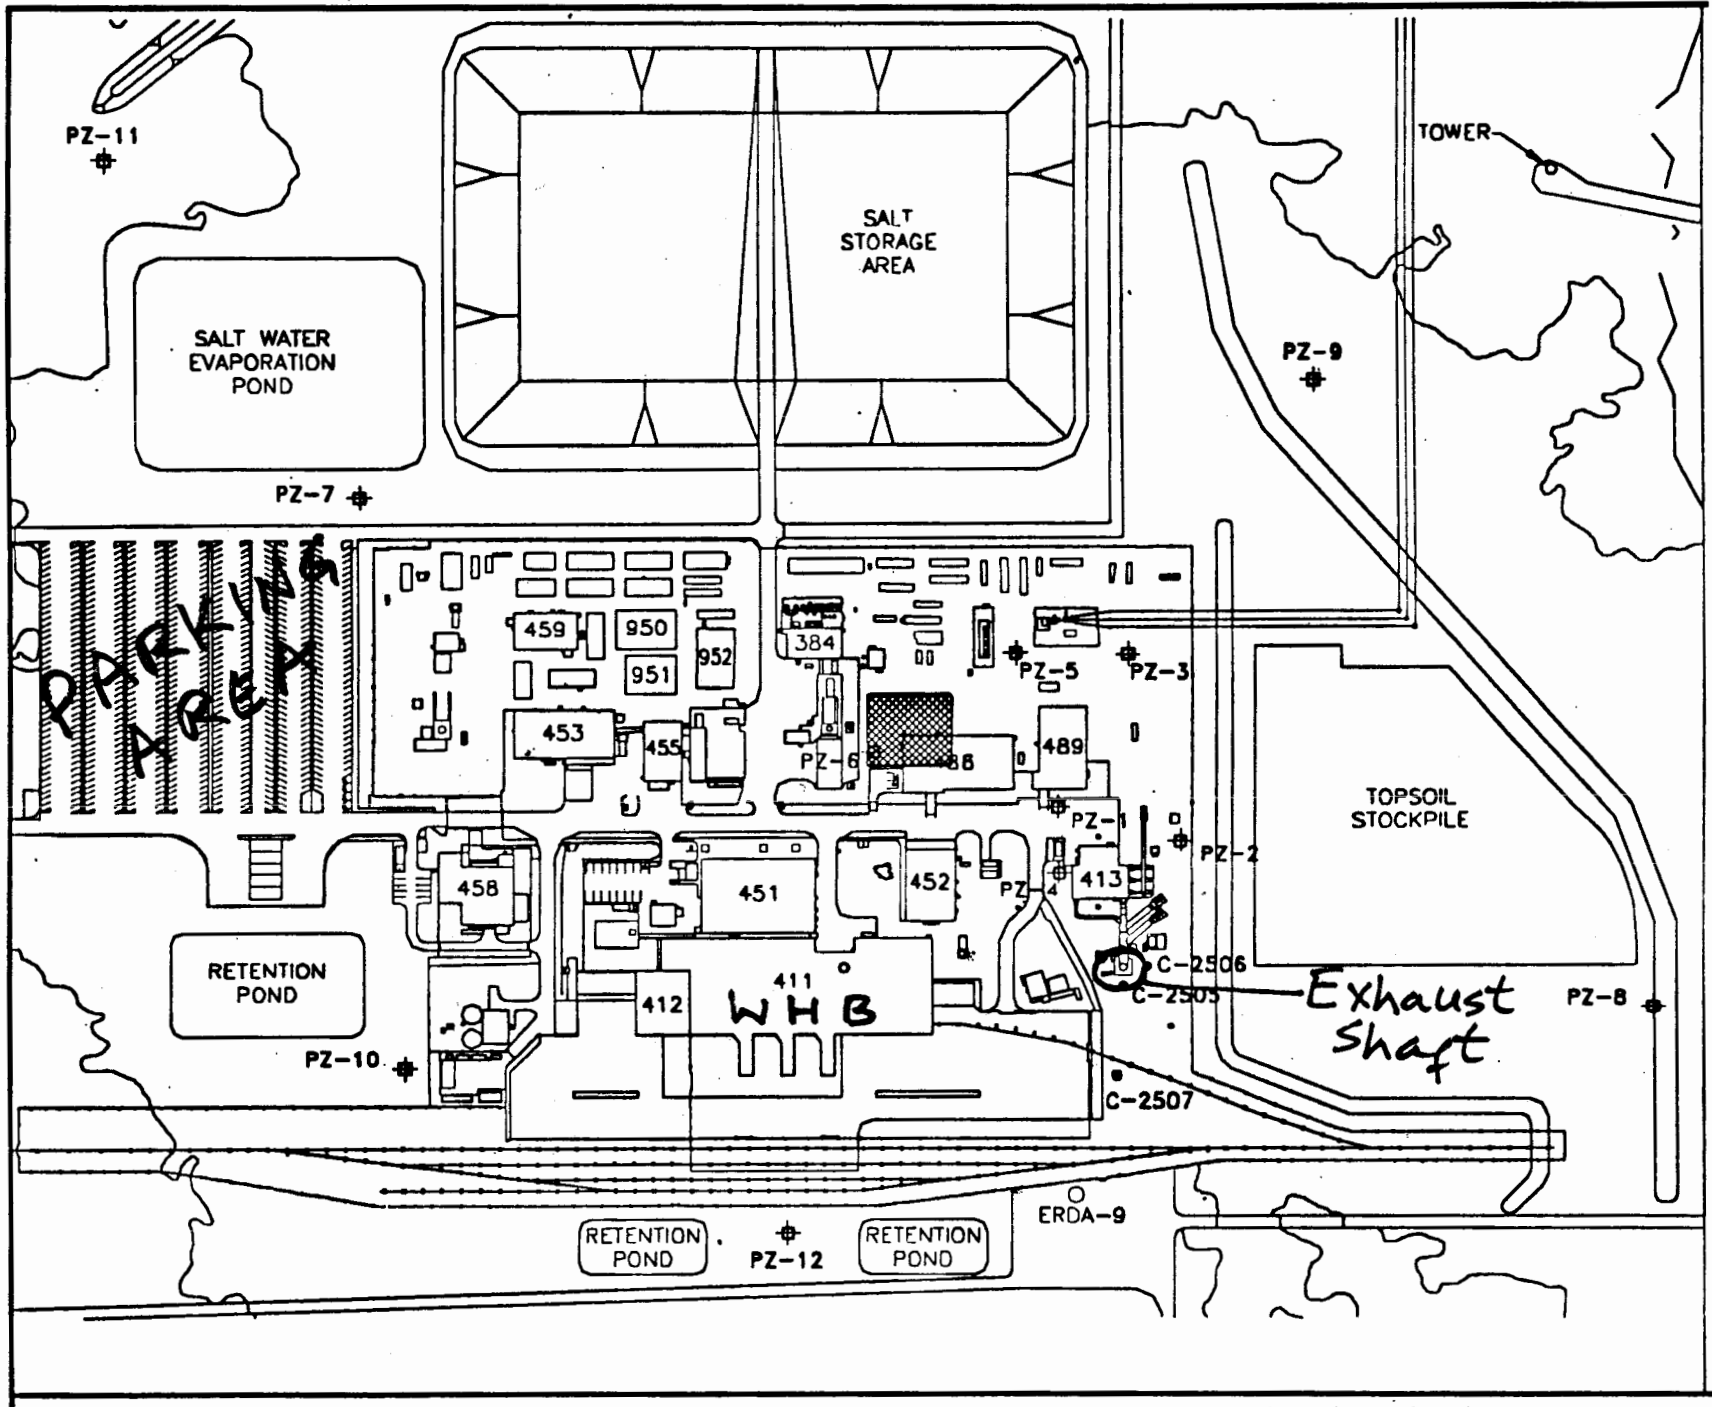 PZ-11
TOWER
SALT
STORAGE
AREA
SALT WATER
EVAPORATION
POND
PZ-9
PZ-7
PARKING
AREA
459
950
384
952
951
PZ-5
PZ-3
453
455
PZ-6
489
TOPSOIL
STOCKPILE
PZ-1
PZ-2
458
451
452
PZ
4
413
RETENTION
POND
C-2506
411
412
WHB
C-2505
Exhaust
Shaft
PZ-8
PZ-10
C-2507
ERDA-9
RETENTION
POND
PZ-12
RETENTION
POND